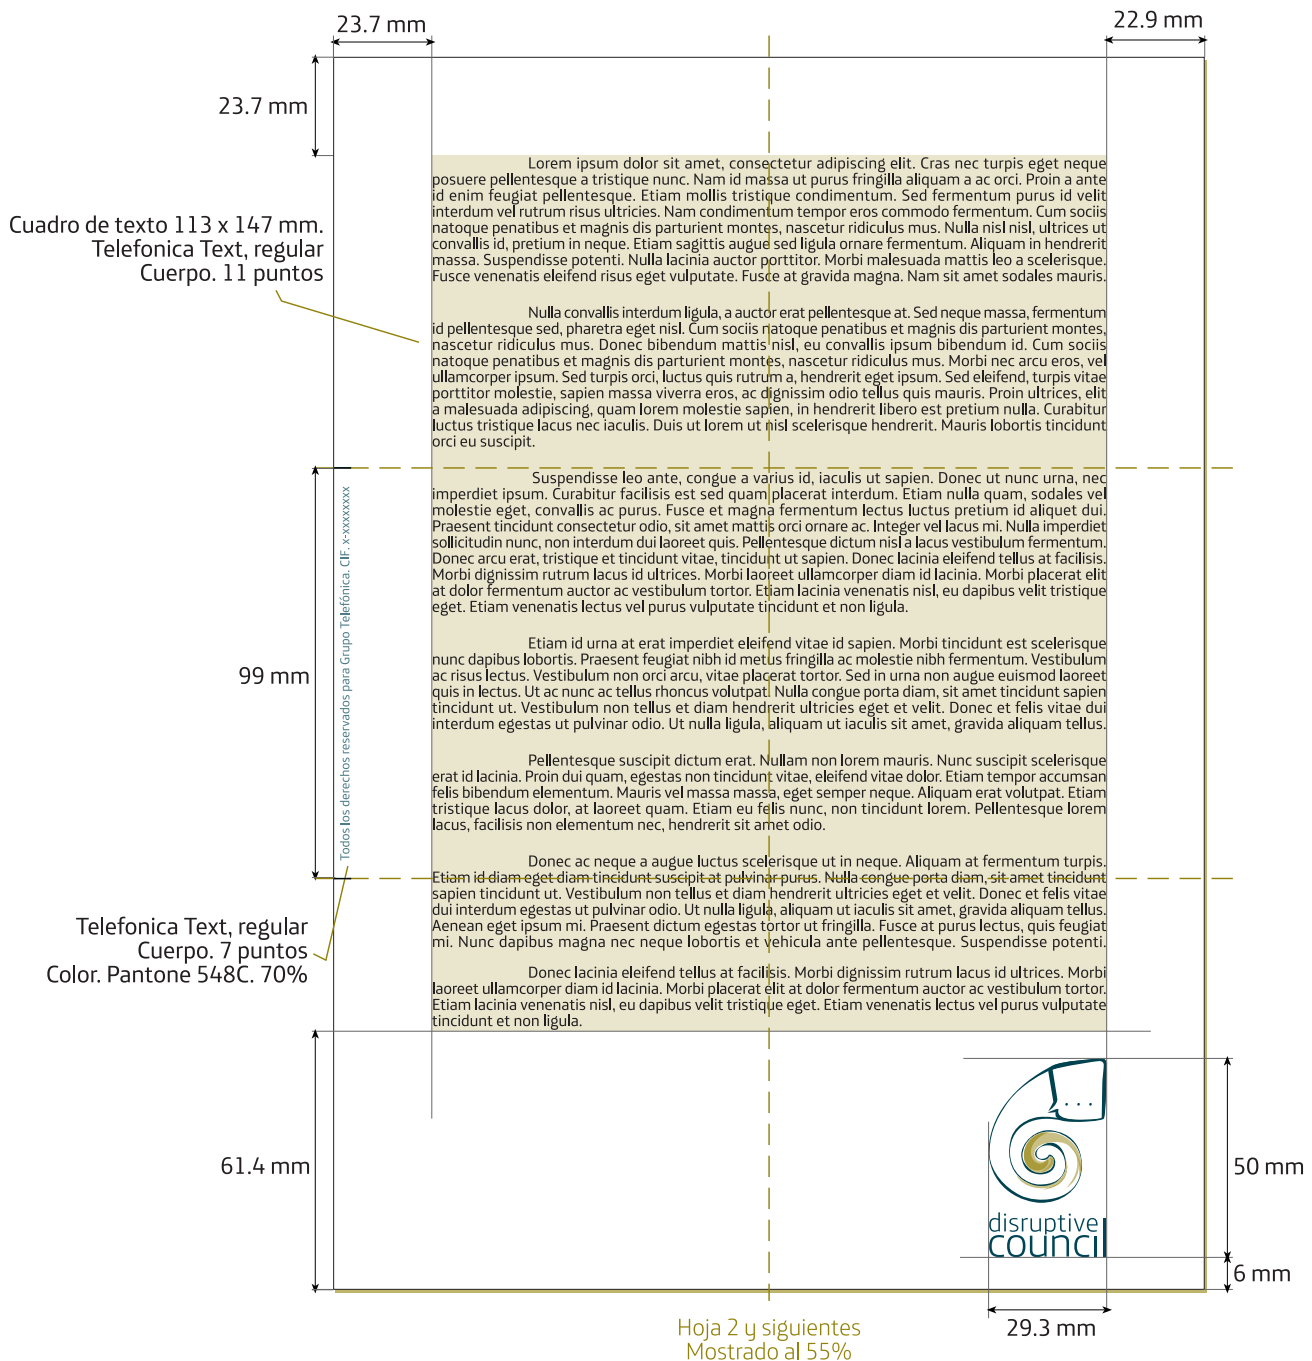 23.7 mm
22.9 mm
23.7 mm
Cuadro de texto 113 x 147 mm.
Telefonica Text, regular
Cuerpo. 11 puntos
Lorem ipsum dolor sit amet, consectetur adipiscing elit. Cras nec turpis eget neque
posuere pellentesque a tristique nunc. Nam id massa ut purus fringilla aliquam a ac orci. Proin a ante
id enim feugiat pellentesque. Etiam mollis tristique condimentum. Sed fermentum purus id velit
interdum vel rutrum risus ultricies. Nam condimentum tempor eros commodo fermentum. Cum sociis
natoque penatibus et magnis dis parturient montes, nascetur ridiculus mus. Nulla nisl nisl, ultrices ut
convallis id, pretium in neque. Etiam sagittis augue sed ligula ornare fermentum. Aliquam in hendrerit
massa. Suspendisse potenti. Nulla lacinia auctor porttitor. Morbi malesuada mattis leo a scelerisque.
Fusce venenatis eleifend risus eget vulputate. Fusce at gravida magna. Nam sit amet sodales mauris.
Nulla convallis interdum ligula, a auctor erat pellentesque at. Sed neque massa, fermentum
id pellentesque sed, pharetra eget nisl. Cum sociis natoque penatibus et magnis dis parturient montes,
nascetur ridiculus mus. Donec bibendum mattis nisl, eu convallis ipsum bibendum id. Cum sociis
natoque penatibus et magnis dis parturient montes, nascetur ridiculus mus. Morbi nec arcu eros, vel
ullamcorper ipsum. Sed turpis orci, luctus quis rutrum a, hendrerit eget ipsum. Sed eleifend, turpis vitae
porttitor molestie, sapien massa viverra eros, ac dignissim odio tellus quis mauris. Proin ultrices, elit
a malesuada adipiscing, quam lorem molestie sapien, in hendrerit libero est pretium nulla. Curabitur
luctus tristique lacus nec iaculis. Duis ut lorem ut nisl scelerisque hendrerit. Mauris lobortis tincidunt
orci eu suscipit.
Suspendisse leo ante, congue a varius id, iaculis ut sapien. Donec ut nunc urna, nec
imperdiet ipsum. Curabitur facilisis est sed quam placerat interdum. Etiam nulla quam, sodales vel
molestie eget, convallis ac purus. Fusce et magna fermentum lectus luctus pretium id aliquet dui.
Praesent tincidunt consectetur odio, sit amet mattis orci ornare ac. Integer vel lacus mi. Nulla imperdiet
sollicitudin nunc, non interdum dui laoreet quis. Pellentesque dictum nisl a lacus vestibulum fermentum.
Donec arcu erat, tristique et tincidunt vitae, tincidunt ut sapien. Donec lacinia eleifend tellus at facilisis.
Morbi dignissim rutrum lacus id ultrices. Morbi laoreet ullamcorper diam id lacinia. Morbi placerat elit
at dolor fermentum auctor ac vestibulum tortor. Etiam lacinia venenatis nisl, eu dapibus velit tristique
eget. Etiam venenatis lectus vel purus vulputate tincidunt et non ligula.
Etiam id urna at erat imperdiet eleifend vitae id sapien. Morbi tincidunt est scelerisque
nunc dapibus lobortis. Praesent feugiat nibh id metus fringilla ac molestie nibh fermentum. Vestibulum
ac risus lectus. Vestibulum non orci arcu, vitae placerat tortor. Sed in urna non augue euismod laoreet
quis in lectus. Ut ac nunc ac tellus rhoncus volutpat. Nulla congue porta diam, sit amet tincidunt sapien
tincidunt ut. Vestibulum non tellus et diam hendrerit ultricies eget et velit. Donec et felis vitae dui
interdum egestas ut pulvinar odio. Ut nulla ligula, aliquam ut iaculis sit amet, gravida aliquam tellus.
Pellentesque suscipit dictum erat. Nullam non lorem mauris. Nunc suscipit scelerisque
erat id lacinia. Proin dui quam, egestas non tincidunt vitae, eleifend vitae dolor. Etiam tempor accumsan
felis bibendum elementum. Mauris vel massa massa, eget semper neque. Aliquam erat volutpat. Etiam
tristique lacus dolor, at laoreet quam. Etiam eu felis nunc, non tincidunt lorem. Pellentesque lorem
lacus, facilisis non elementum nec, hendrerit sit amet odio.
Donec ac neque a augue luctus scelerisque ut in neque. Aliquam at fermentum turpis.
Etiam id diam eget diam tincidunt suscipit at pulvinar purus. Nulla congue porta diam, sit amet tincidunt
sapien tincidunt ut. Vestibulum non tellus et diam hendrerit ultricies eget et velit. Donec et felis vitae
dui interdum egestas ut pulvinar odio. Ut nulla ligula, aliquam ut iaculis sit amet, gravida aliquam tellus.
Aenean eget ipsum mi. Praesent dictum egestas tortor ut fringilla. Fusce at purus lectus, quis feugiat
mi. Nunc dapibus magna nec neque lobortis et vehicula ante pellentesque. Suspendisse potenti.
Donec lacinia eleifend tellus at facilisis. Morbi dignissim rutrum lacus id ultrices. Morbi
laoreet ullamcorper diam id lacinia. Morbi placerat elit at dolor fermentum auctor ac vestibulum tortor.
Etiam lacinia venenatis nisl, eu dapibus velit tristique eget. Etiam venenatis lectus vel purus vulputate
tincidunt et non ligula.
Todos los derechos reservados para Grupo Telefónica. CIF. x-xxxxxxxx
99 mm
Telefonica Text, regular
Cuerpo. 7 puntos
Color. Pantone 548C. 70%
61.4 mm
disruptive
council
50 mm
6 mm
29.3 mm
Hoja 2 y siguientes
Mostrado al 55%